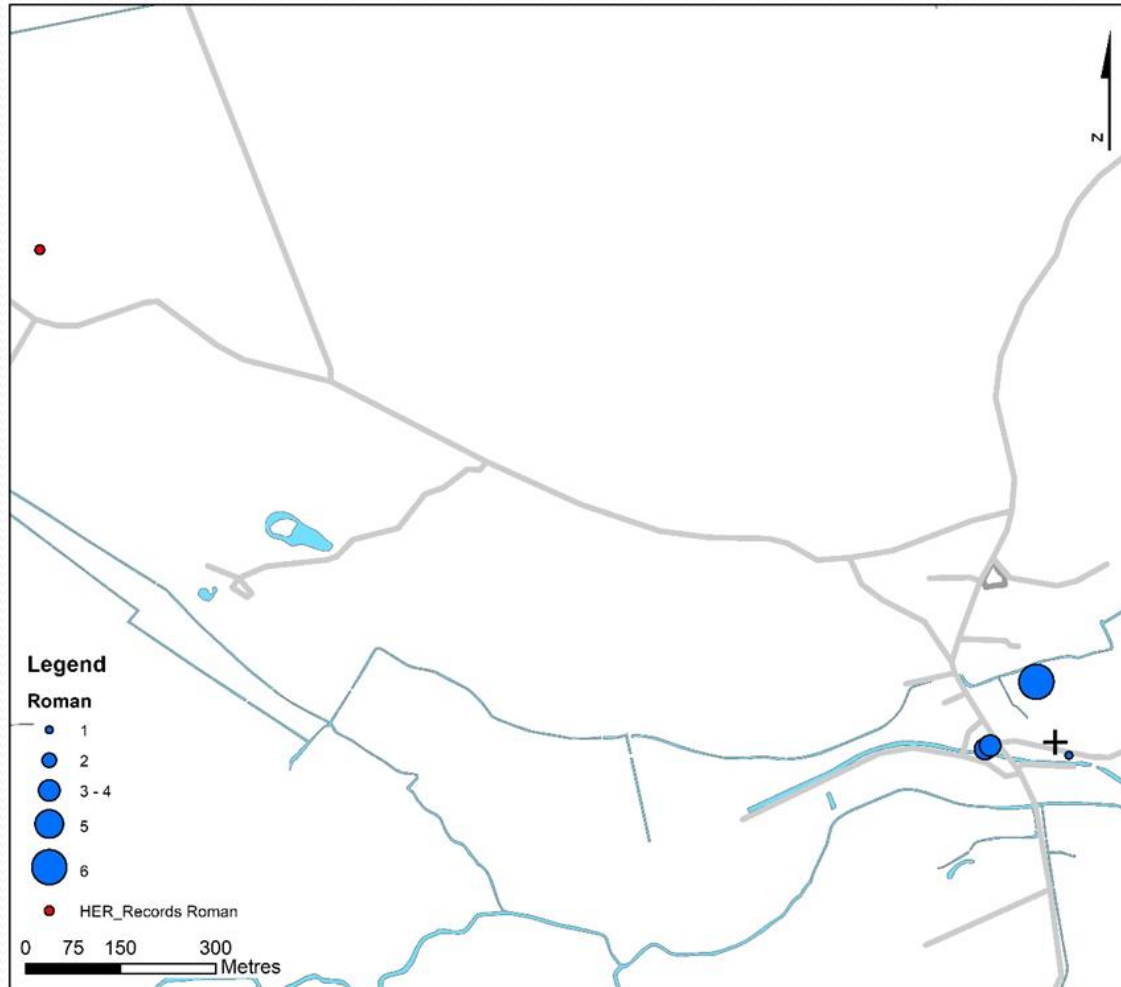 N
Legend
Roman
1
2
3 - 4
5
6
HER_Records Roman
0 75 150 300
Metres